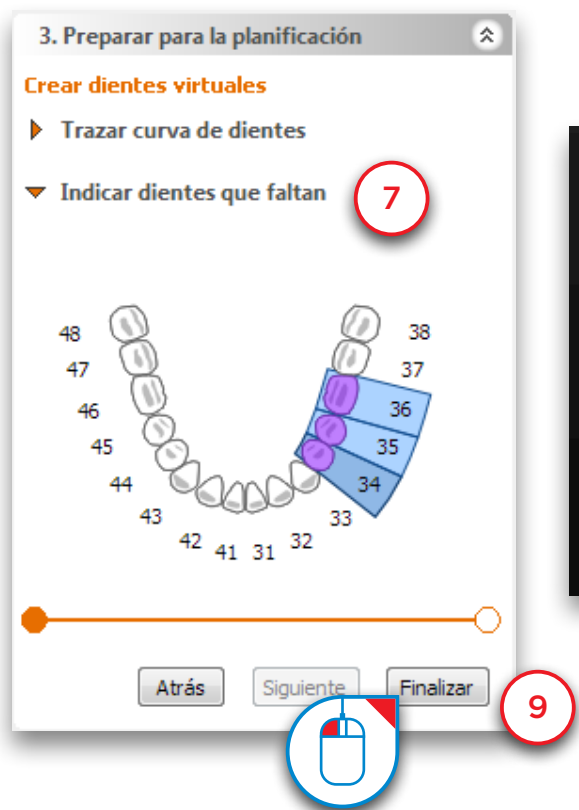 3. Preparar para la planificación
Crear dientes virtuales
Trazar curva de dientes
Indicar dientes que faltan
7
48
38
47
37
46
36
45
35
44
34
43
33
42
41
31
32
Atrás
Siguiente
Finalizar
9